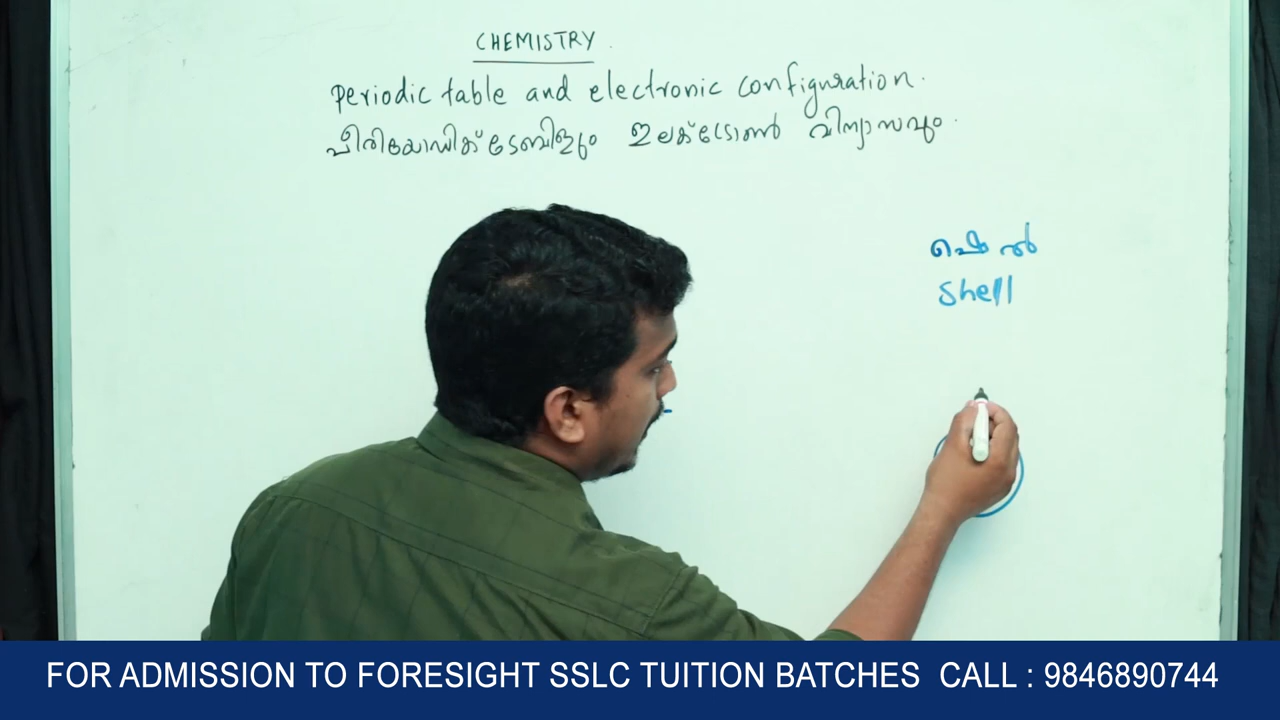 CHEMISTRY.
Periodic table and electronic configuration.
പീരിയോഡിക് ടേബിളും ഇലക്ട്രോൺ വിന്യാസവും.
ഷെൽ
Shell
FOR ADMISSION TO FORESIGHT SSLC TUITION BATCHES CALL : 9846890744